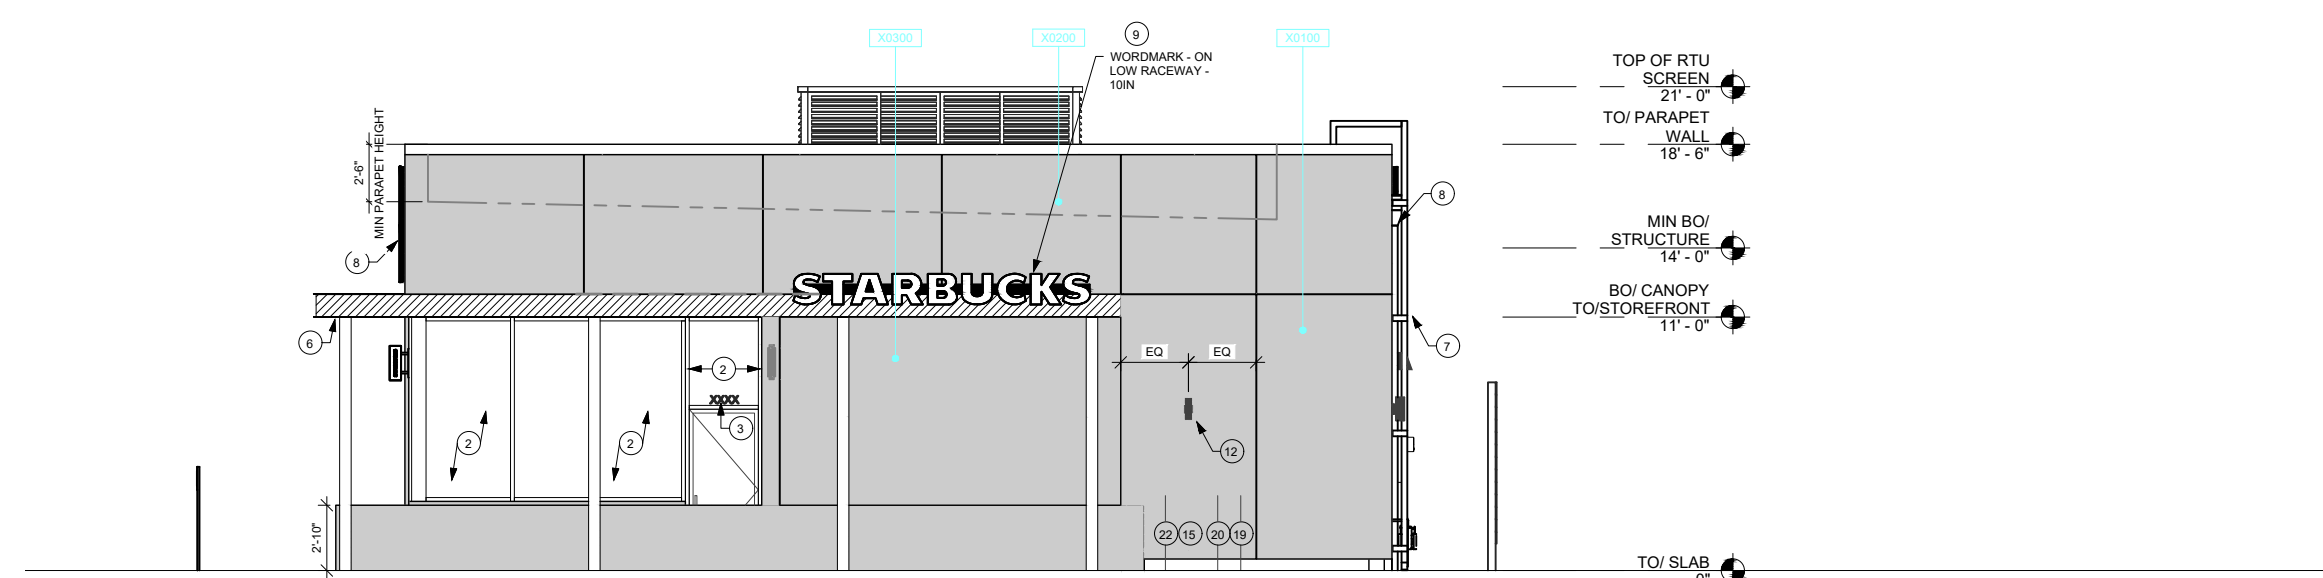 X0300
X0200
X0100
9
WORDMARK - ON
LOW RACEWAY -
10IN
TOP OF RTU
SCREEN
21' - 0"
TO/ PARAPET
WALL
18' - 6"
2'-6"
MIN PARAPET HEIGHT
8
8
MIN BO/
STRUCTURE
14' - 0"
STARBUCKS
BO/ CANOPY
TO/STOREFRONT
11' - 0"
6
7
EQ
EQ
2
XXXX
3
2
2
12
2'-10"
22
15
20
19
TO/ SLAB
0"